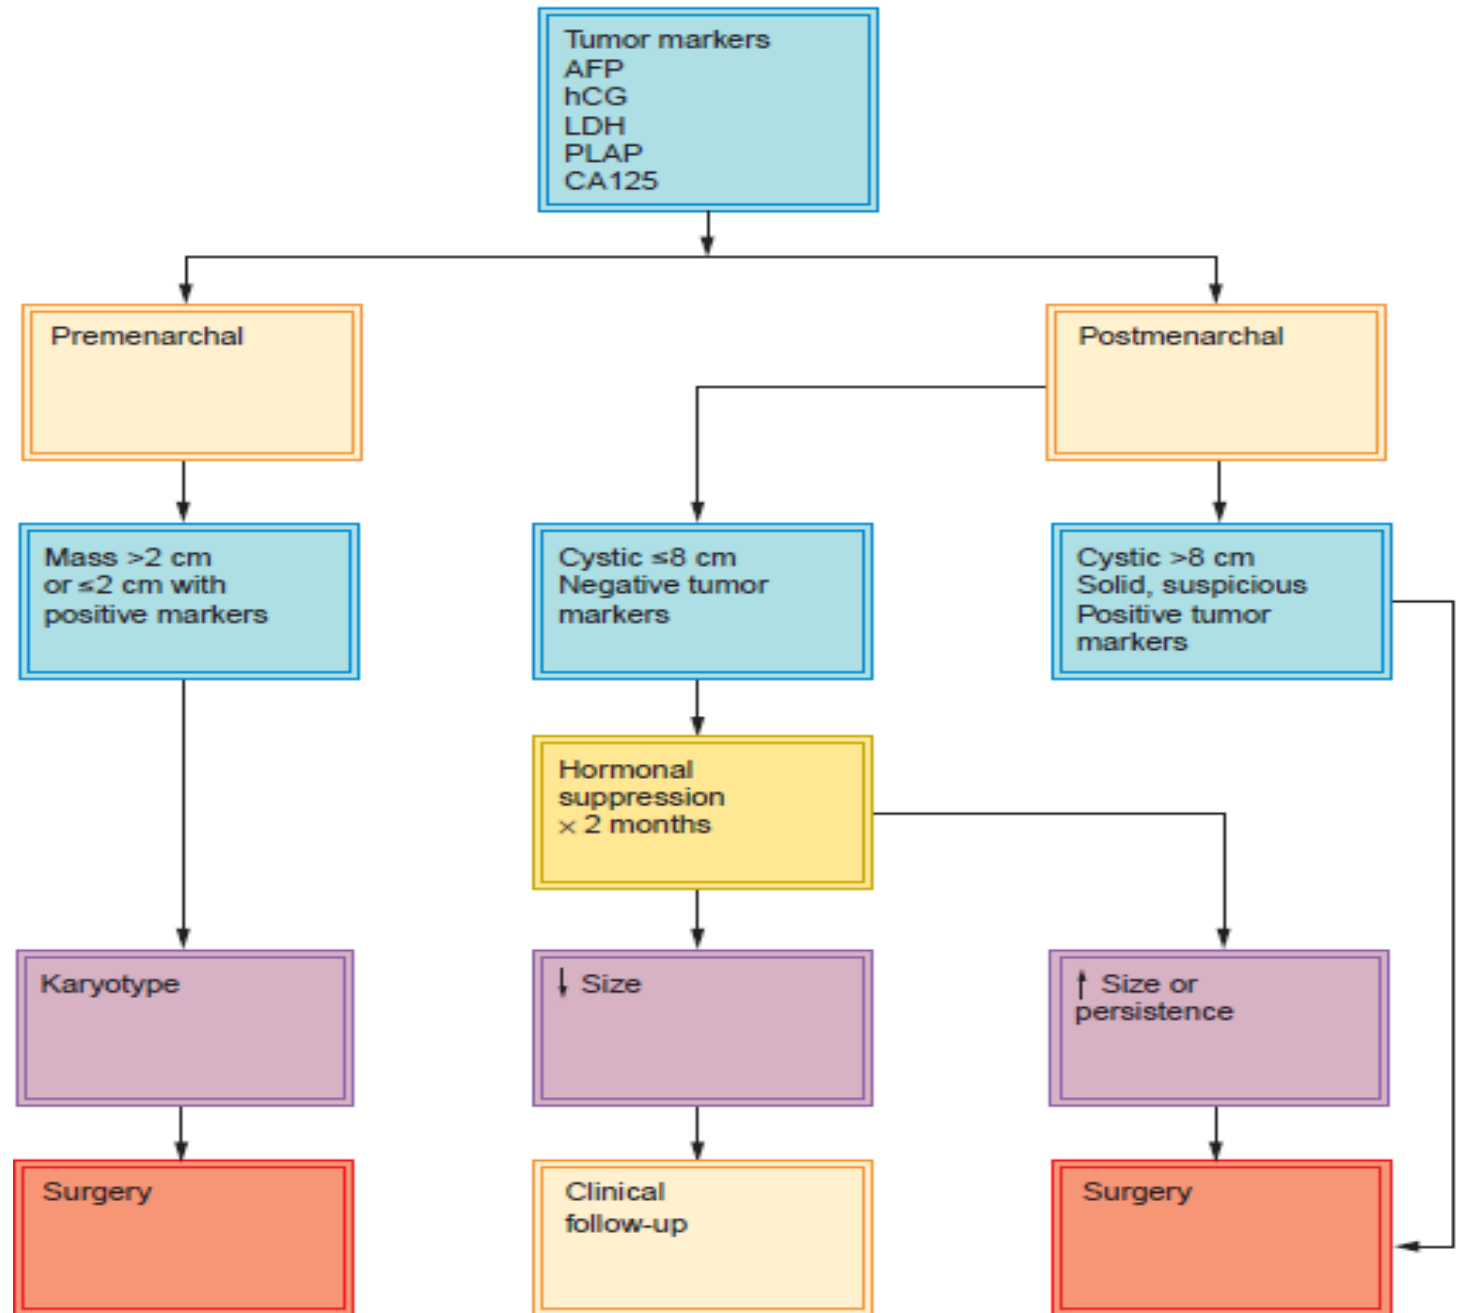 Tumor markers
AFP
hCG
LDH
PLAP
CA125
Premenarchal
Postmenarchal
Mass >2 cm
or ≤2 cm with
positive markers
Cystic ≤8 cm
Negative tumor
markers
Cystic >8 cm
Solid, suspicious
Positive tumor
markers
Hormonal
suppression
× 2 months
Karyotype
↓ Size
↑ Size or
persistence
Surgery
Clinical
follow-up
Surgery